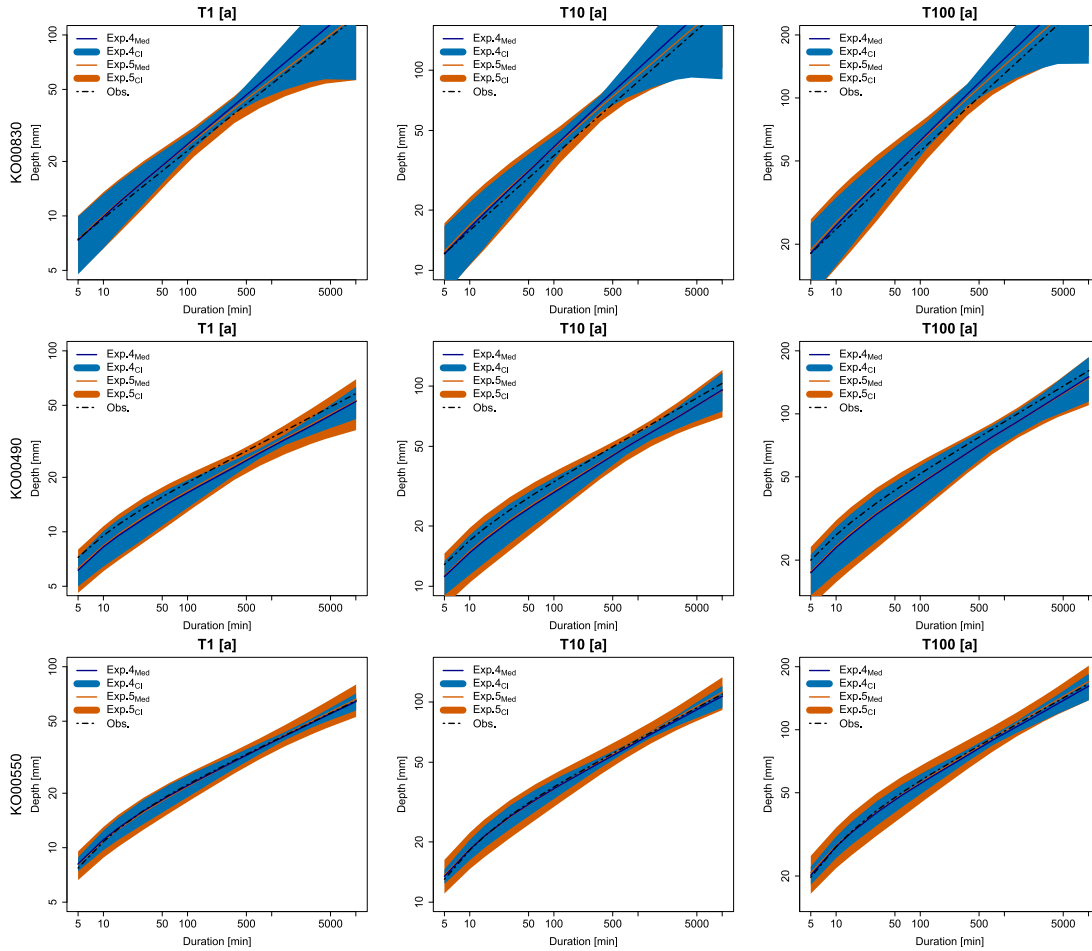 T1 [a]
Exp.4Med
Exp.4CI
Exp.5Med
Exp.5CI
Obs.
KO00830
Depth [mm]
100
50
20
10
5
5 10 50 100 500 5000
Duration [min]
T10 [a]
Exp.4Med
Exp.4CI
Exp.5Med
Exp.5CI
Obs.
Depth [mm]
100
50
20
10
5 10 50 100 500 5000
Duration [min]
T100 [a]
Exp.4Med
Exp.4CI
Exp.5Med
Exp.5CI
Obs.
Depth [mm]
200
100
50
20
5 10 50 100 500 5000
Duration [min]
T1 [a]
Exp.4Med
Exp.4CI
Exp.5Med
Exp.5CI
Obs.
KO00490
Depth [mm]
100
50
20
10
5
5 10 50 100 500 5000
Duration [min]
T10 [a]
Exp.4Med
Exp.4CI
Exp.5Med
Exp.5CI
Obs.
Depth [mm]
100
50
20
10
5 10 50 100 500 5000
Duration [min]
T100 [a]
Exp.4Med
Exp.4CI
Exp.5Med
Exp.5CI
Obs.
Depth [mm]
200
100
50
20
5 10 50 100 500 5000
Duration [min]
T1 [a]
Exp.4Med
Exp.4CI
Exp.5Med
Exp.5CI
Obs.
KO00550
Depth [mm]
100
50
20
10
5
5 10 50 100 500 5000
Duration [min]
T10 [a]
Exp.4Med
Exp.4CI
Exp.5Med
Exp.5CI
Obs.
Depth [mm]
100
50
20
10
5 10 50 100 500 5000
Duration [min]
T100 [a]
Exp.4Med
Exp.4CI
Exp.5Med
Exp.5CI
Obs.
Depth [mm]
200
100
50
20
5 10 50 100 500 5000
Duration [min]